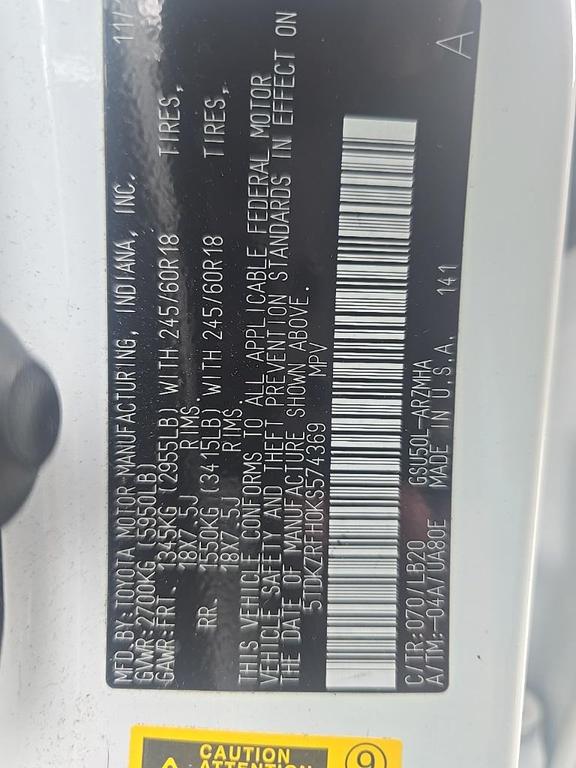 MFD.BY:TOYOTA MOTOR MANUFACTURING, INDIANA, INC. 11/
GVWR:2700KG (5950LB)
GAWR:FRT. 1345KG (2955LB) WITH 245/60R18 TIRES,
18X7.5J RIMS.
RR. 1550KG (3415LB) WITH 245/60R18 TIRES,
18X7.5J RIMS
THIS VEHICLE CONFORMS TO ALL APPLICABLE FEDERAL MOTOR
VEHICLE SAFETY AND THEFT PREVENTION STANDARDS IN EFFECT ON
THE DATE OF MANUFACTURE SHOWN ABOVE.
5TDKZRFH0KS574369 MPV
C/TR:070/LB20 GSU50L-ARZMHA 141
A/TM:-04A/UA80E MADE IN U.S.A. A
CAUTION
ATTENTION
9